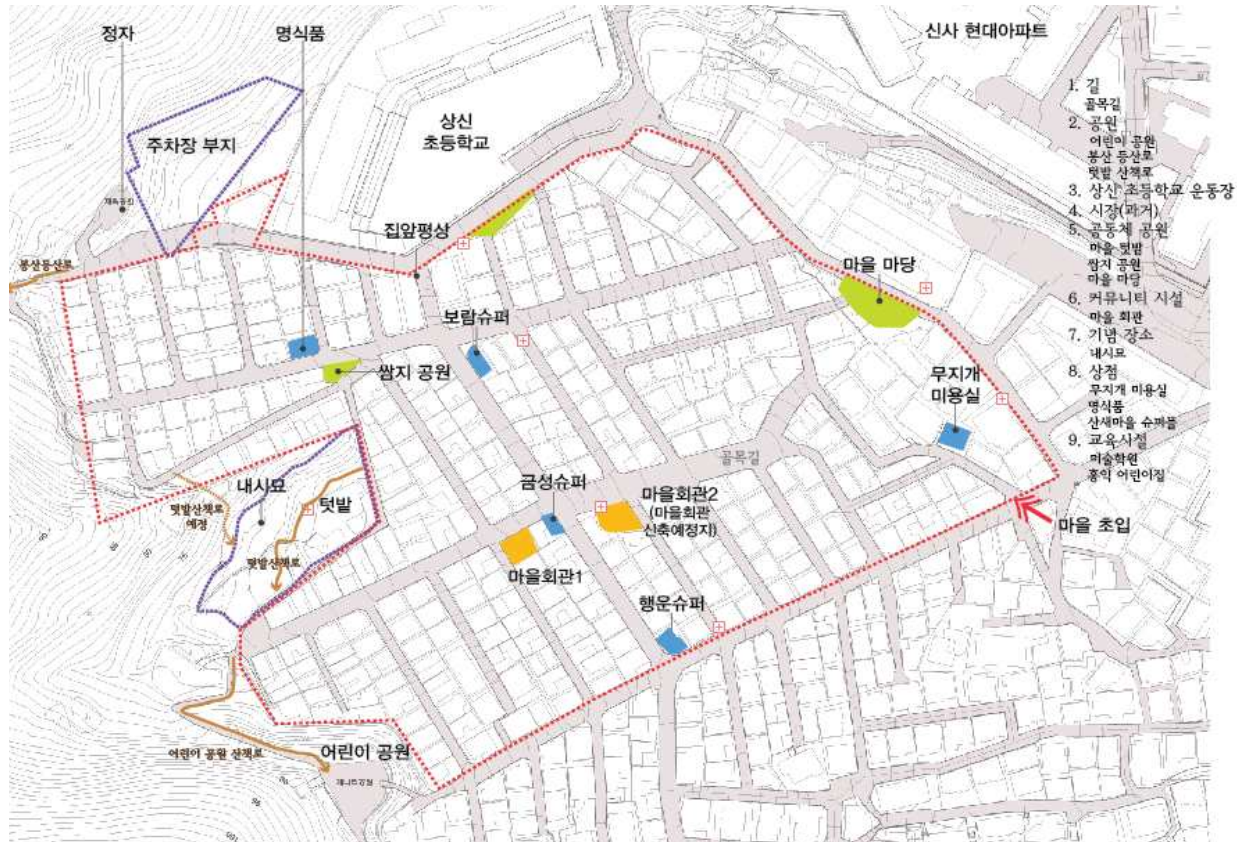 정자
명식품
신사 현대아파트
주차장 부지
상신
초등학교
체육공원
집앞평상
봉산등산로
마을 마당
보람슈퍼
쌈지 공원
무지개
미용실
골목길
내시묘
텃밭
텃밭산책로
예정
텃밭산책로
금성슈퍼
마을회관2
(마을회관
신축예정지)
마을회관1
마을 초입
행운슈퍼
어린이 공원 산책로
어린이 공원
1. 길
골목길
2. 공원
어린이 공원
봉산 등산로
텃밭 산책로
3. 상신 초등학교 운동장
4. 시장(과거)
5. 공동체 공원
마을 텃밭
쌈지 공원
마을 마당
6. 커뮤니티 시설
마을 회관
7. 기념 장소
내시묘
8. 상점
무지개 미용실
명식품
산새마을 슈퍼들
9. 교육시설
미술학원
홍익 어린이집